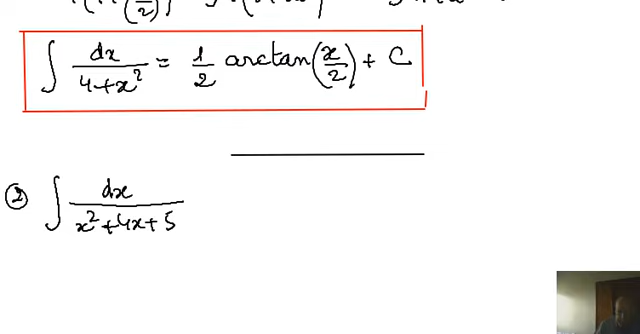 ∫ dx/(4+x²) = 1/2 arctan(x/2) + C
② ∫ dx/(x²+4x+5)